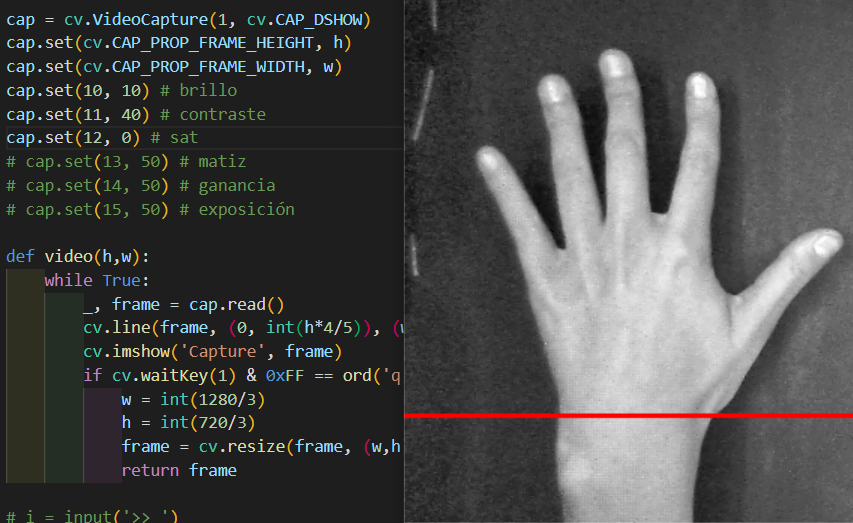 cap = cv.VideoCapture(1, cv.CAP_DSHOW)
cap.set(cv.CAP_PROP_FRAME_HEIGHT, h)
cap.set(cv.CAP_PROP_FRAME_WIDTH, w)
cap.set(10, 10) # brillo
cap.set(11, 40) # contraste
cap.set(12, 0) # sat
# cap.set(13, 50) # matiz
# cap.set(14, 50) # ganancia
# cap.set(15, 50) # exposición
def video(h,w):
while True:
_, frame = cap.read()
cv.line(frame, (0, int(h*4/5)), (w
cv.imshow('Capture', frame)
if cv.waitKey(1) & 0xFF == ord('q
w = int(1280/3)
h = int(720/3)
frame = cv.resize(frame, (w,h
return frame
# i = input('>> ')